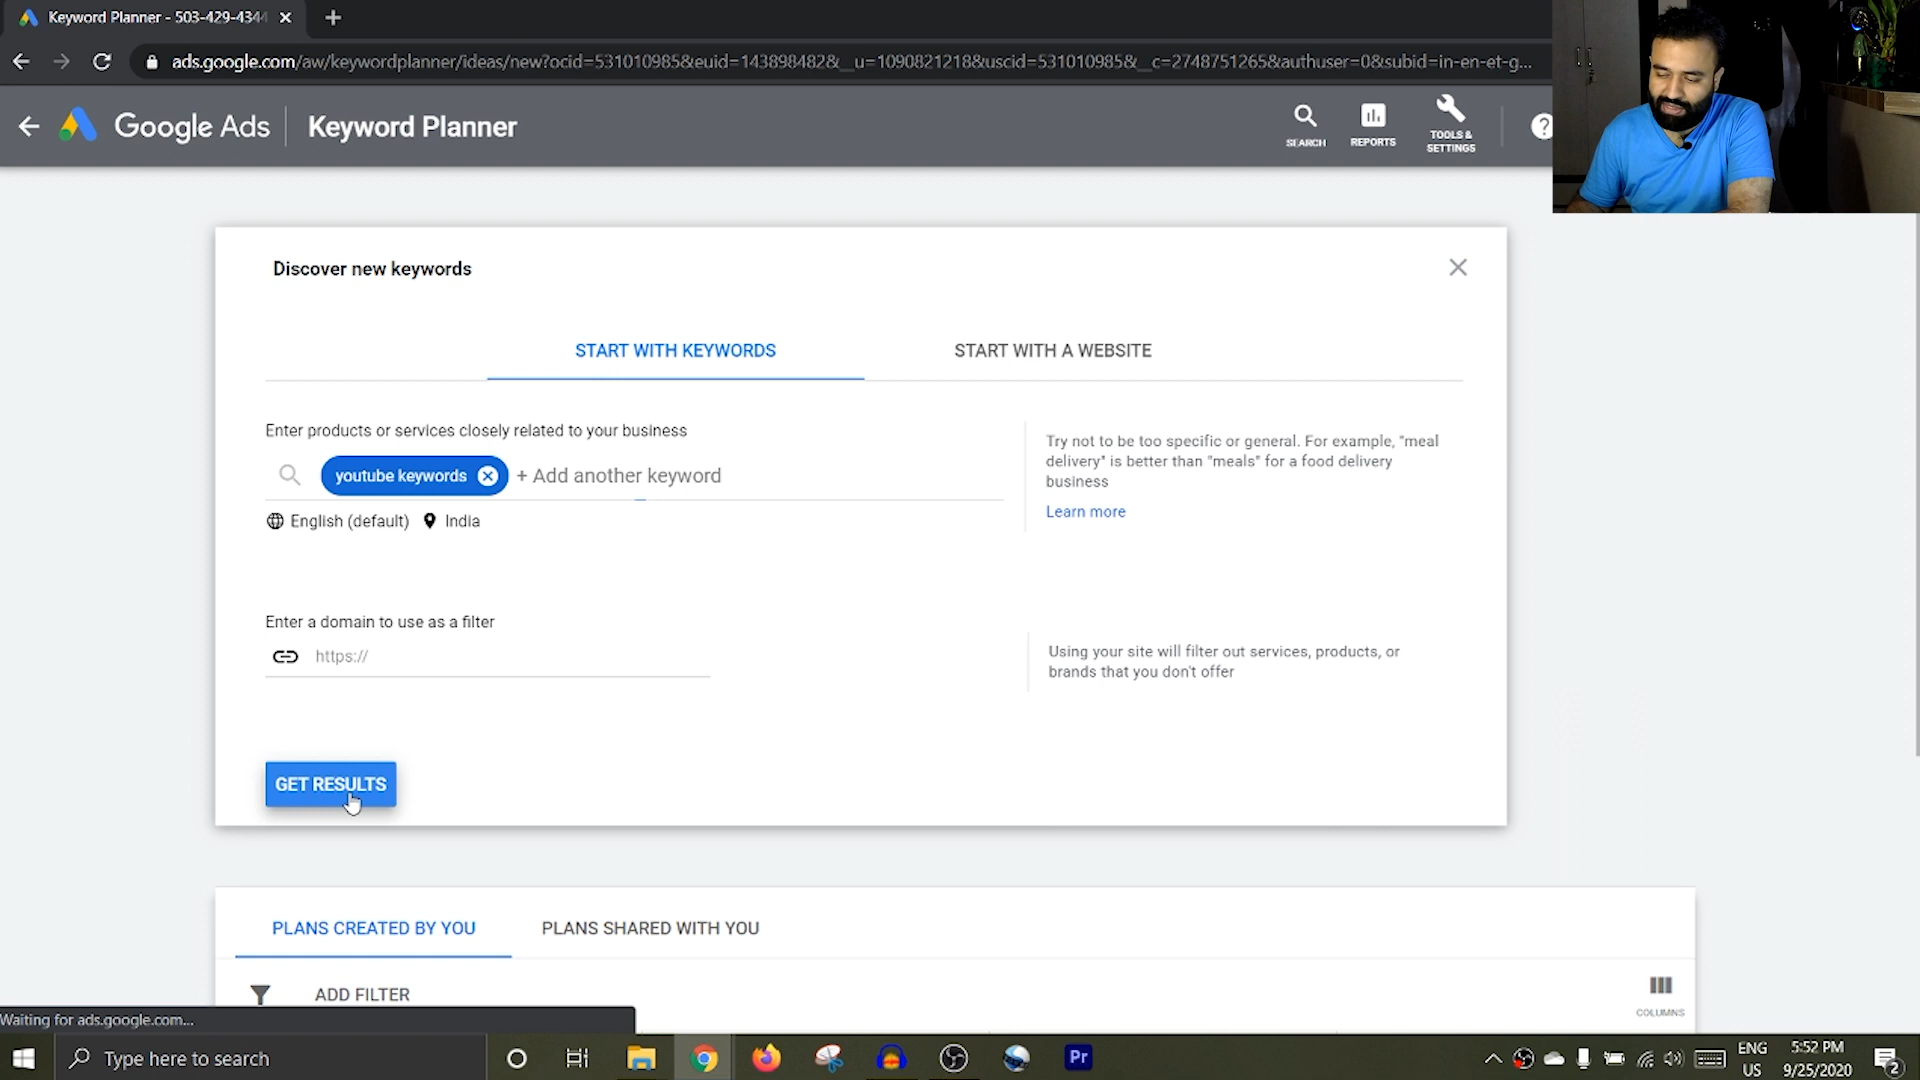 Keyword Planner - 503-429-4344
ads.google.com/aw/keywordplanner/ideas/new?ocid=531010985&euid=143898482&__u=1090821218&uscid=531010985&__c=2748751265&authuser=0&subid=in-en-et-g...
Google Ads
Keyword Planner
SEARCH
REPORTS
TOOLS &
SETTINGS
Discover new keywords
START WITH KEYWORDS
START WITH A WEBSITE
Enter products or services closely related to your business
youtube keywords
+ Add another keyword
English (default)
India
Try not to be too specific or general. For example, "meal
delivery" is better than "meals" for a food delivery
business
Learn more
Enter a domain to use as a filter
https://
Using your site will filter out services, products, or
brands that you don't offer
GET RESULTS
PLANS CREATED BY YOU
PLANS SHARED WITH YOU
ADD FILTER
COLUMNS
Waiting for ads.google.com...
Type here to search
Pr
ENG
US
5:52 PM
9/25/2020
2